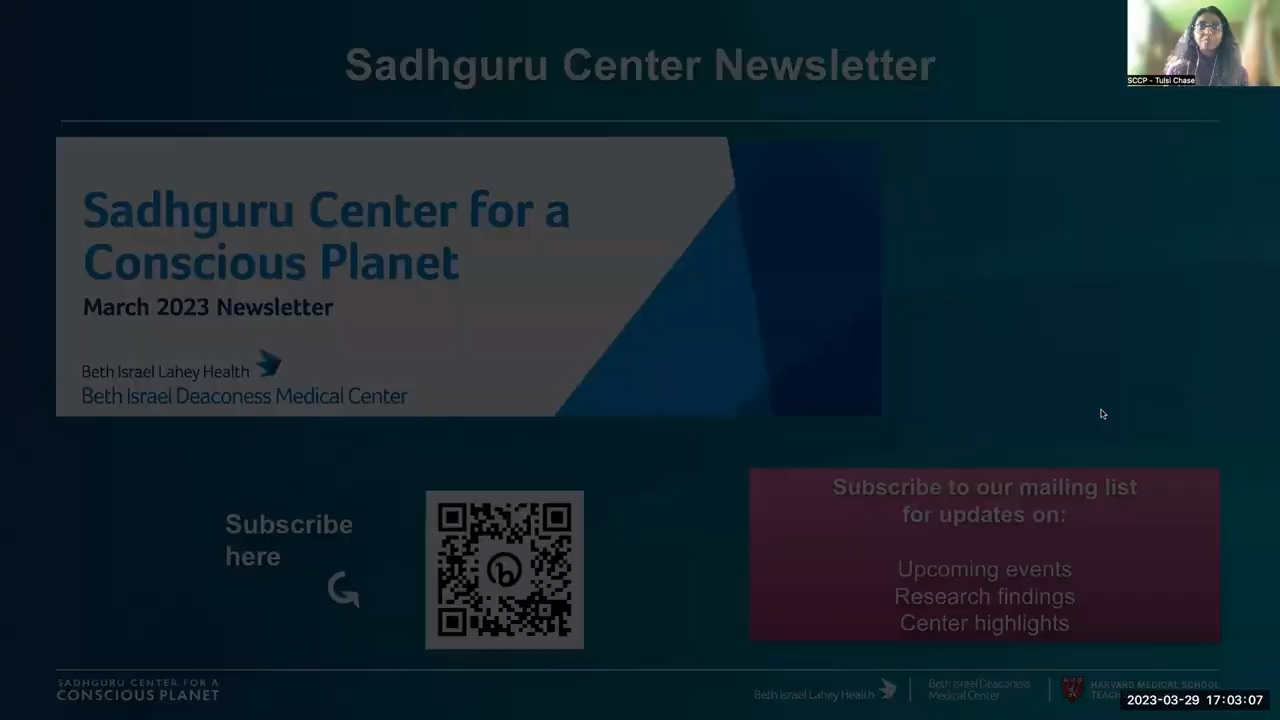 Sadhguru Center Newsletter
SCCP - Tulsi Chase
Sadhguru Center for a
Conscious Planet
March 2023 Newsletter
Beth Israel Lahey Health
Beth Israel Deaconess Medical Center
Subscribe
here
Subscribe to our mailing list
for updates on:
Upcoming events
Research findings
Center highlights
SADHGURU CENTER FOR A
CONSCIOUS PLANET
Beth Israel Lahey Health
Beth Israel Deaconess
Medical Center
HARVARD MEDICAL SCHOOL
2023-03-29 17:03:07